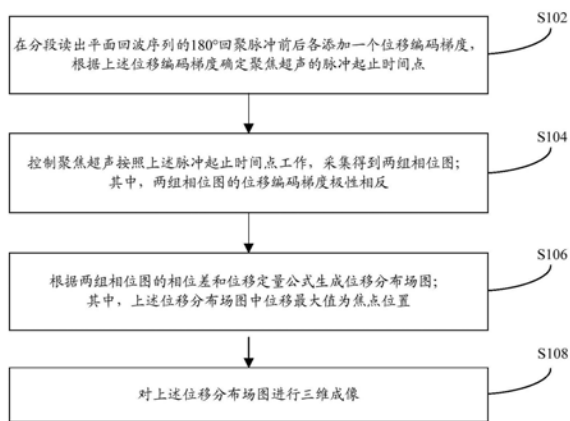 S102
在分段读出平面回波序列的180°回聚脉冲前后各添加一个位移编码梯度，
根据上述位移编码梯度确定聚焦超声的脉冲起止时间点
S104
控制聚焦超声按照上述脉冲起止时间点工作，采集得到两组相位图；
其中，两组相位图的位移编码梯度极性相反
S106
根据两组相位图的相位差和位移定量公式生成位移分布场图；
其中，上述位移分布场图中位移最大值为焦点位置
S108
对上述位移分布场图进行三维成像